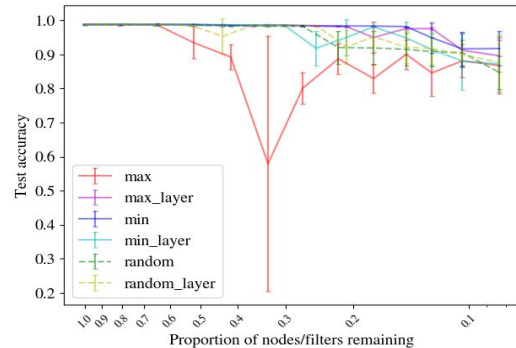 Test accuracy
1.0
0.9
0.8
0.7
0.6
0.5
0.4
0.3
0.2
max
max_layer
min
min_layer
random
random_layer
1.0
0.9
0.8
0.7
0.6
0.5
0.4
0.3
0.2
0.1
Proportion of nodes/filters remaining